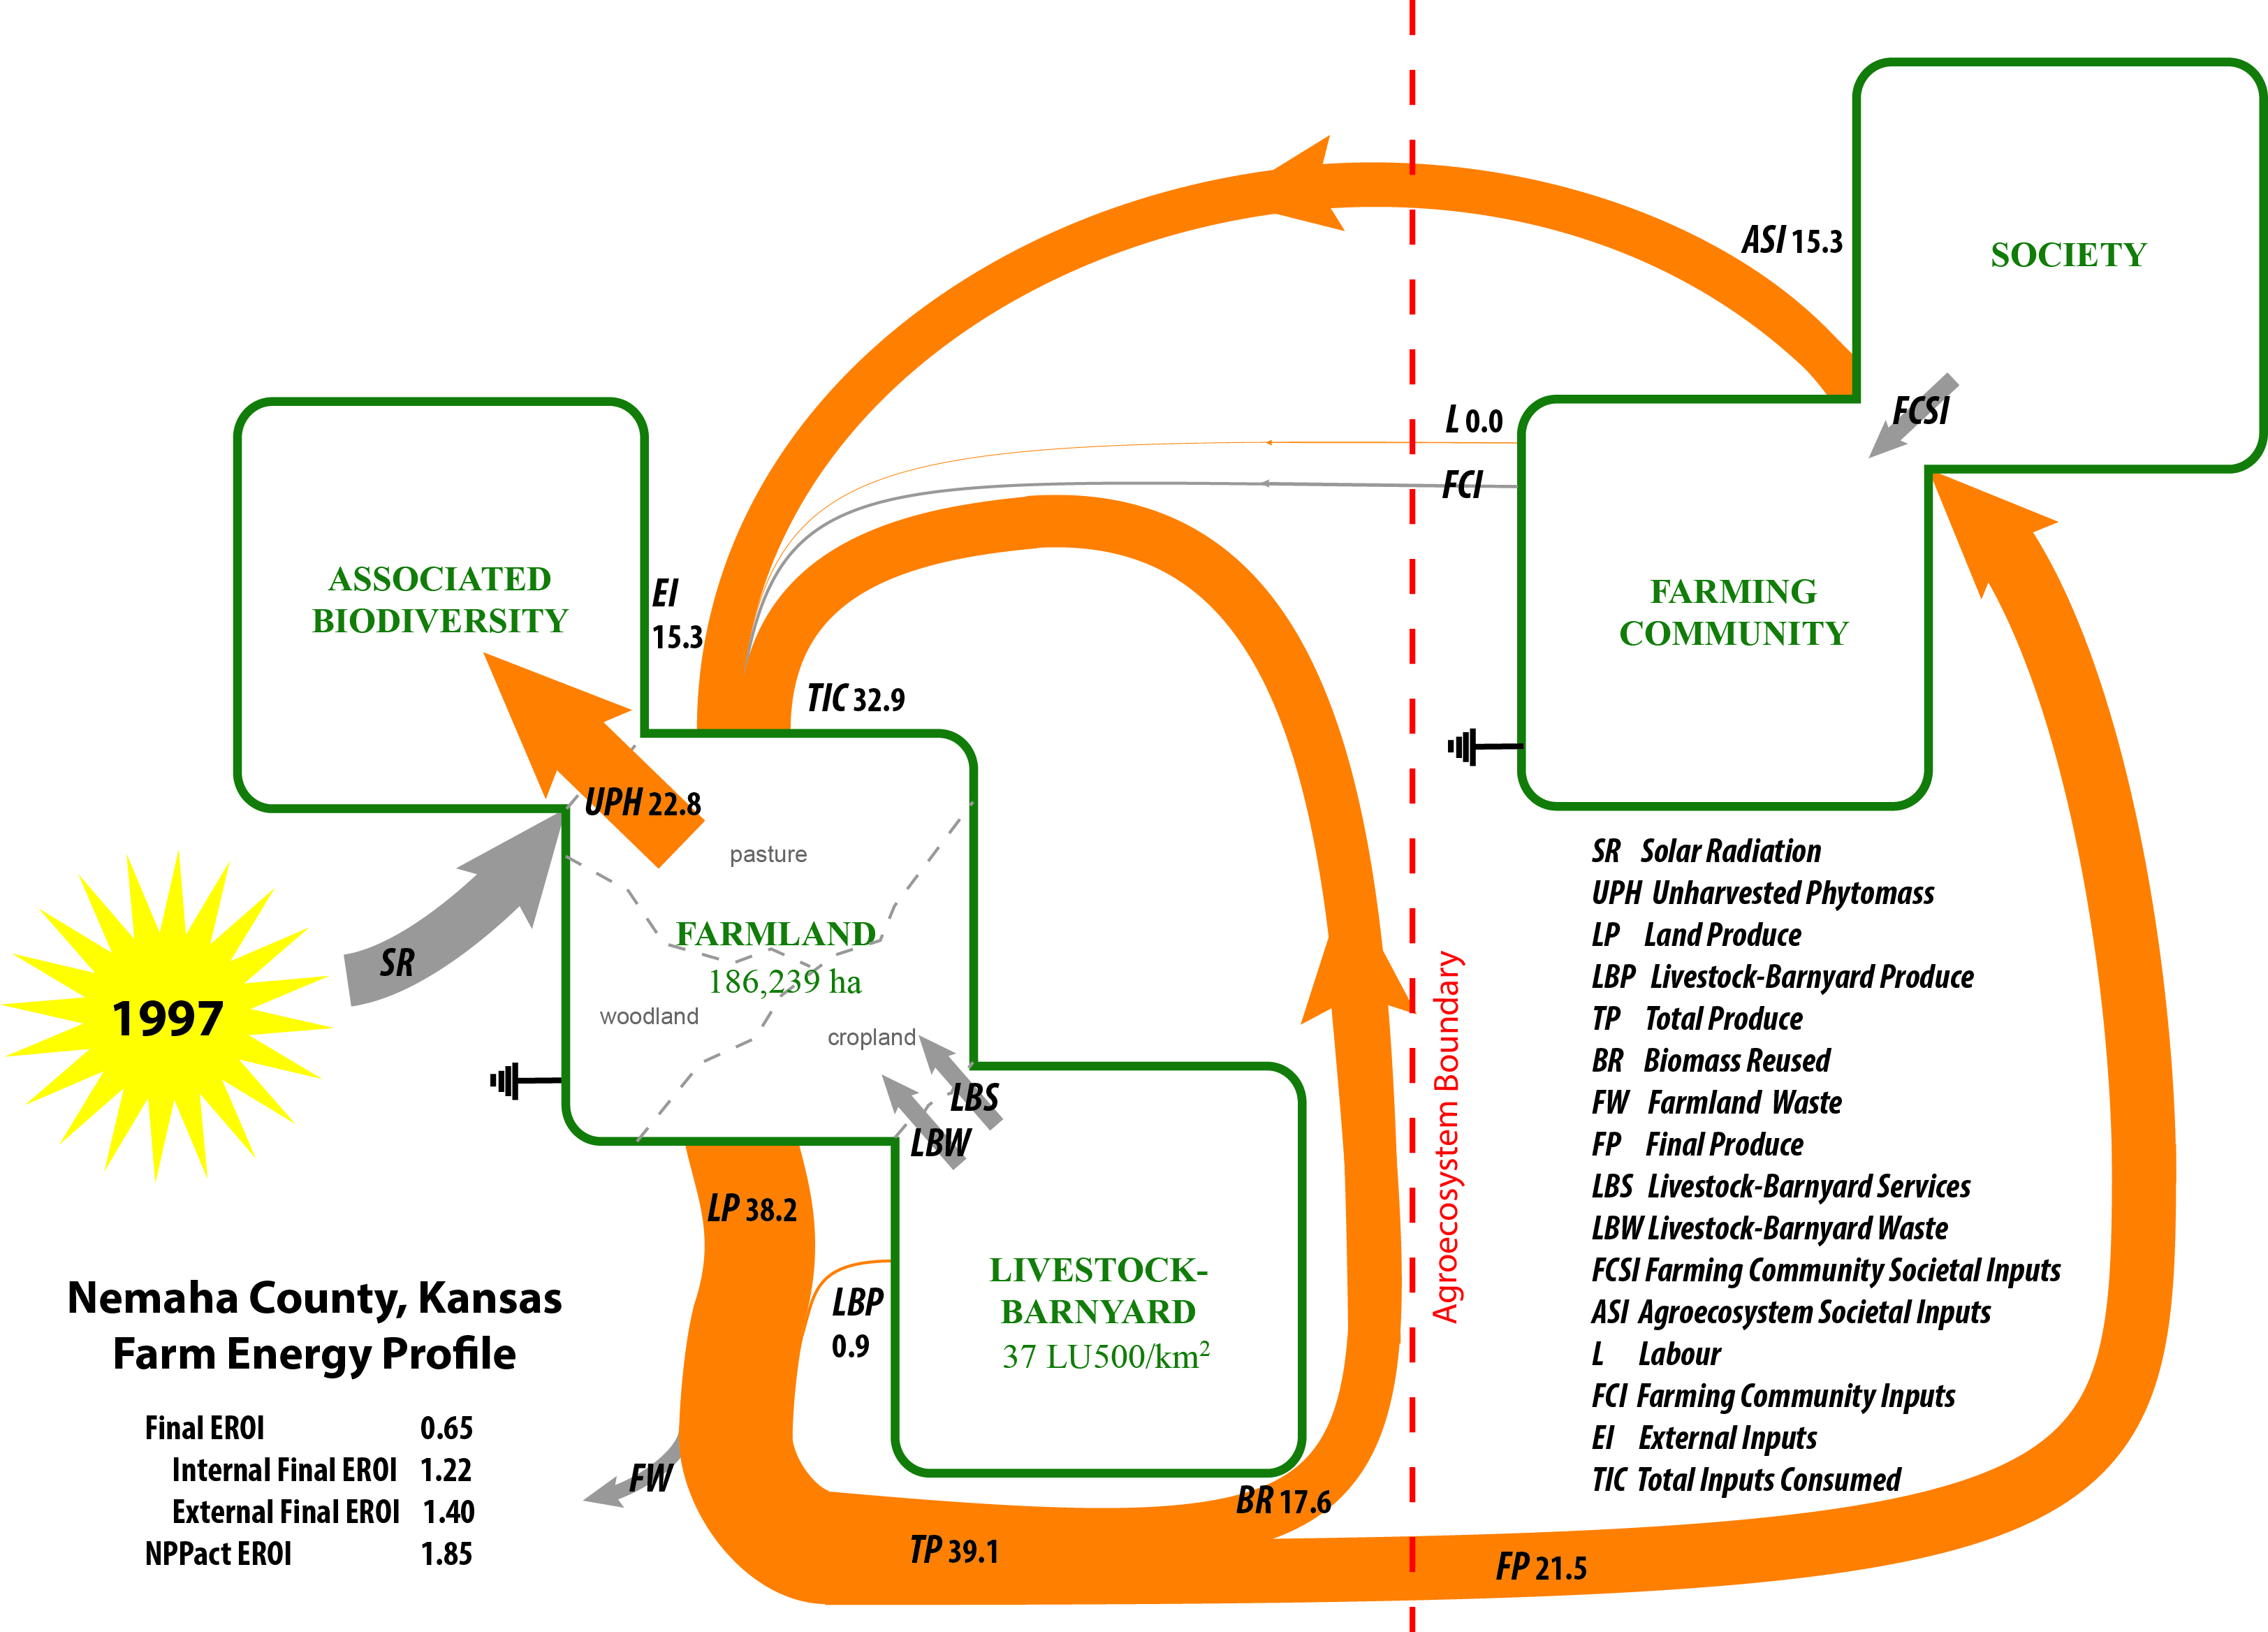 ASI 15.3
SOCIETY
L 0.0
FCSI
FCI
ASSOCIATED
BIODIVERSITY
EI
15.3
FARMING
COMMUNITY
TIC 32.9
UPH 22.8
pasture
FARMLAND
186,239 ha
SR
1997
woodland
cropland
LBS
LBW
Agroecosystem Boundary
SR Solar Radiation
UPH Unharvested Phytomass
LP Land Produce
LBP Livestock-Barnyard Produce
TP Total Produce
BR Biomass Reused
FW Farmland Waste
FP Final Produce
LBS Livestock-Barnyard Services
LBW Livestock-Barnyard Waste
FCSI Farming Community Societal Inputs
ASI Agroecosystem Societal Inputs
L Labour
FCI Farming Community Inputs
EI External Inputs
TIC Total Inputs Consumed
LP 38.2
LBP
0.9
LIVESTOCK-
BARNYARD
37 LU500/km²
Nemaha County, Kansas
Farm Energy Profile
Final EROI 0.65
Internal Final EROI 1.22
External Final EROI 1.40
NPPact EROI 1.85
FW
BR 17.6
TP 39.1
FP 21.5